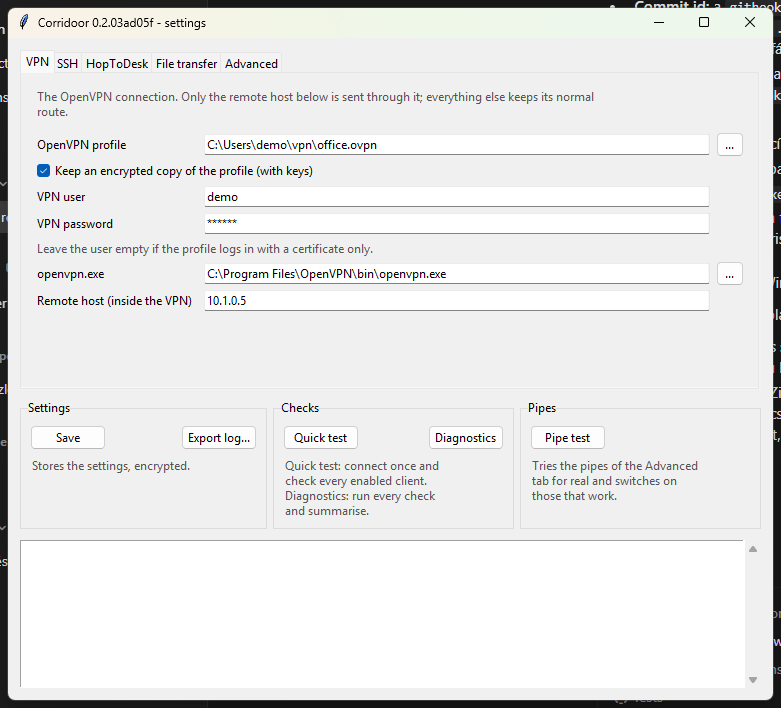 Commit id: a githook
Corridoor 0.2.03ad05f - settings
VPN
SSH
HopToDesk
File transfer
Advanced
The OpenVPN connection. Only the remote host below is sent through it; everything else keeps its normal
route.
OpenVPN profile
C:\Users\demo\vpn\office.ovpn
...
Keep an encrypted copy of the profile (with keys)
VPN user
demo
VPN password
******
Leave the user empty if the profile logs in with a certificate only.
openvpn.exe
C:\Program Files\OpenVPN\bin\openvpn.exe
...
Remote host (inside the VPN)
10.1.0.5
Settings
Save
Export log...
Stores the settings, encrypted.
Checks
Quick test
Diagnostics
Quick test: connect once and
check every enabled client.
Diagnostics: run every check
and summarise.
Pipes
Pipe test
Tries the pipes of the Advanced
tab for real and switches on
those that work.